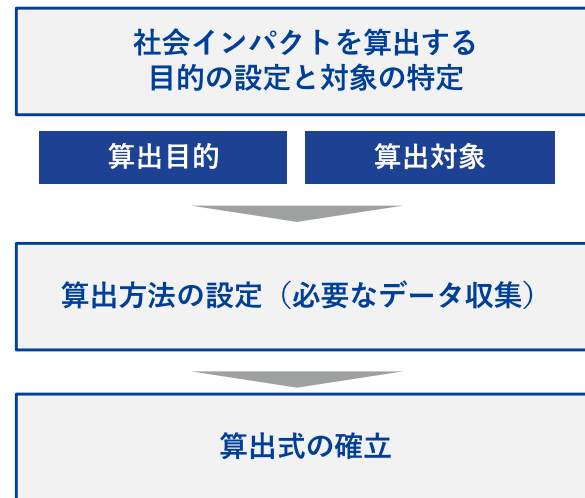 社会インパクトを算出する
目的の設定と対象の特定
算出目的
算出対象
算出方法の設定（必要なデータ収集）
算出式の確立